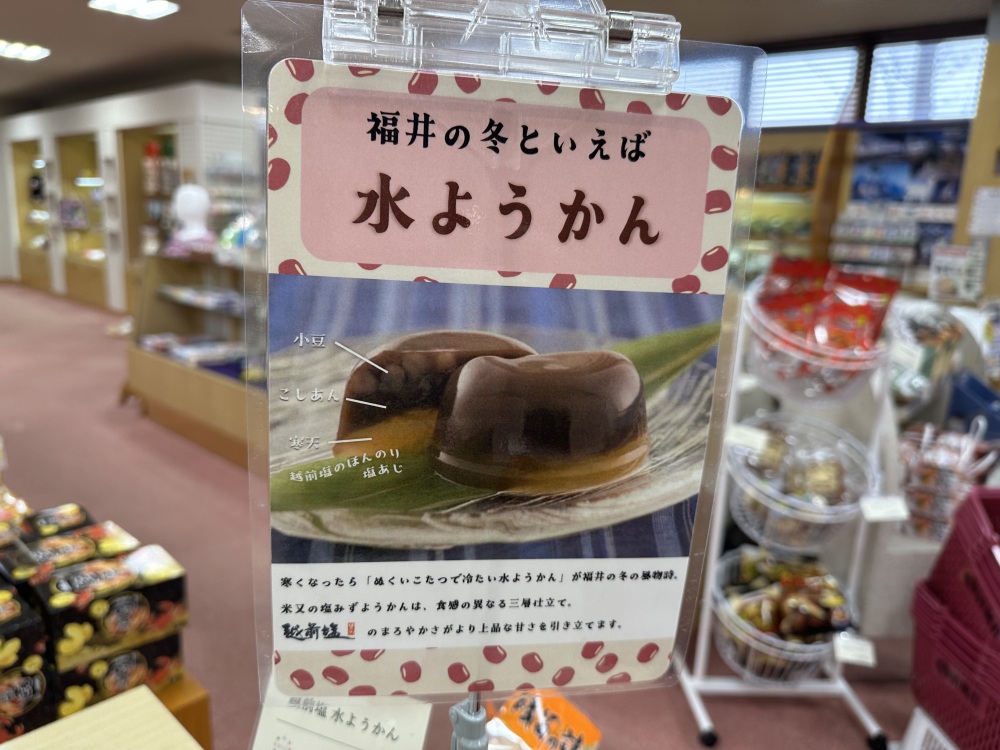 福井の冬といえば
水ようかん
小豆
こしあん
寒天
越前塩のほんのり
塩あじ
寒くなったら「ぬくいこたつで冷たい水ようかん」が福井の冬の風物詩。
米又の塩みずようかんは、食感の異なる三層仕立て。
越前塩 のまろやかさがより上品な甘さを引き立てます。
越前塩 水ようかん